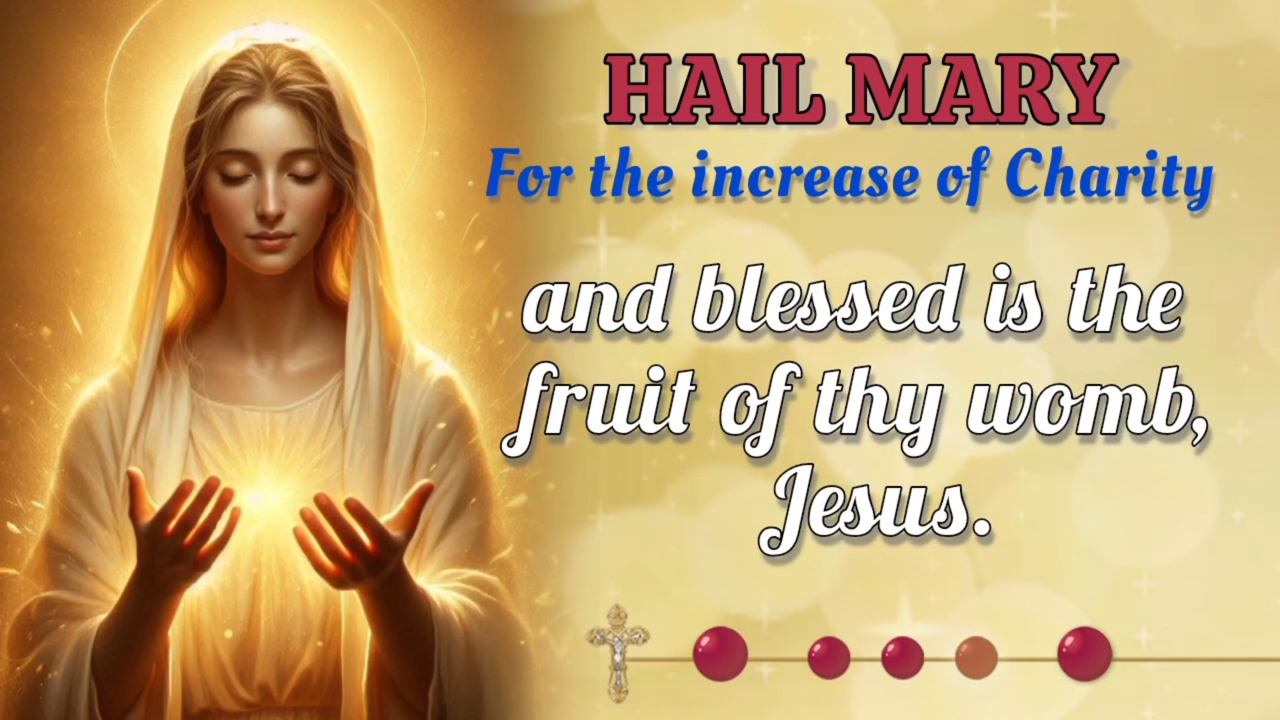 HAIL MARY
For the increase of Charity
and blessed is the
fruit of thy womb,
Jesus.